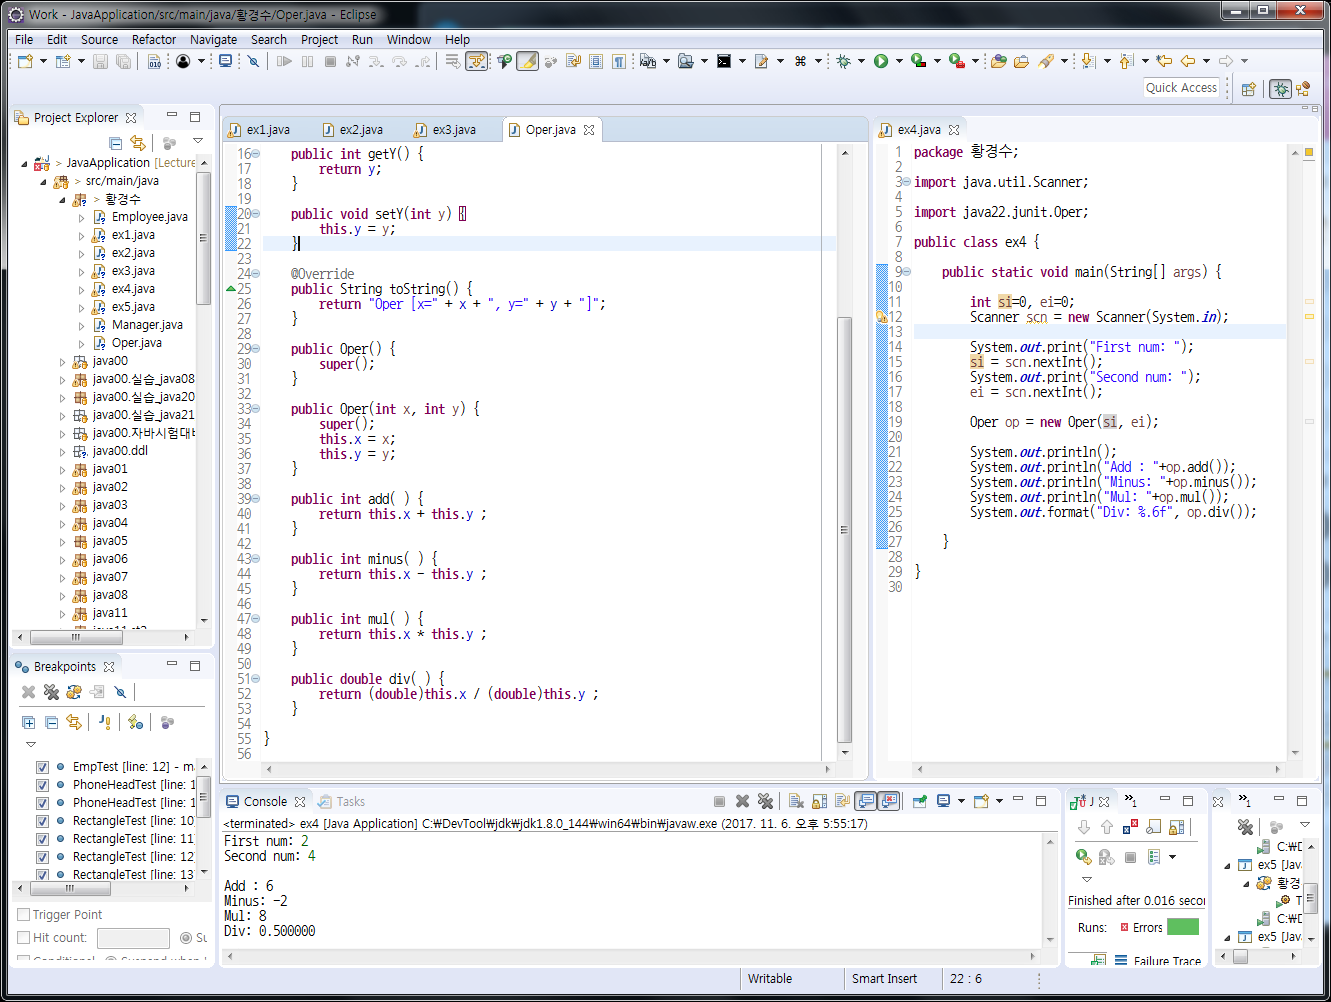 Work - JavaApplication/src/main/java/황경수/Oper.java - Eclipse
File Edit Source Refactor Navigate Search Project Run Window Help
Quick Access
Project Explorer
> JavaApplication [Lecture
> src/main/java
> 황경수
Employee.java
ex1.java
ex2.java
ex3.java
ex4.java
ex5.java
Manager.java
Oper.java
java00
java00.실습_java08
java00.실습_java20
java00.실습_java21
java00.자바시험대비
java00.ddl
java01
java02
java03
java04
java05
java06
java07
java08
java11
Breakpoints
EmpTest [line: 12] - ma
PhoneHeadTest [line: 1
PhoneHeadTest [line: 1
RectangleTest [line: 10]
RectangleTest [line: 11]
RectangleTest [line: 12]
RectangleTest [line: 13]
Trigger Point
Hit count: Su
ex1.java ex2.java ex3.java Oper.java
16 public int getY() {
17 return y;
18 }
19
20 public void setY(int y) {
21 this.y = y;
22 }
23
24 @Override
25 public String toString() {
26 return "Oper [x=" + x + ", y=" + y + "]";
27 }
28
29 public Oper() {
30 super();
31 }
32
33 public Oper(int x, int y) {
34 super();
35 this.x = x;
36 this.y = y;
37 }
38
39 public int add( ) {
40 return this.x + this.y ;
41 }
42
43 public int minus( ) {
44 return this.x - this.y ;
45 }
46
47 public int mul( ) {
48 return this.x * this.y ;
49 }
50
51 public double div( ) {
52 return (double)this.x / (double)this.y ;
53 }
54
55 }
56
ex4.java
1 package 황경수;
2
3 import java.util.Scanner;
4
5 import java22.junit.Oper;
6
7 public class ex4 {
8
9 public static void main(String[] args) {
10
11 int si=0, ei=0;
12 Scanner scn = new Scanner(System.in);
13
14 System.out.print("First num: ");
15 si = scn.nextInt();
16 System.out.print("Second num: ");
17 ei = scn.nextInt();
18
19 Oper op = new Oper(si, ei);
20
21 System.out.println();
22 System.out.println("Add : "+op.add());
23 System.out.println("Minus: "+op.minus());
24 System.out.println("Mul: "+op.mul());
25 System.out.format("Div: %.6f", op.div());
26
27 }
28
29 }
30
Console Tasks
<terminated> ex4 [Java Application] C:₩DevTool₩jdk₩jdk1.8.0_144₩win64₩bin₩javaw.exe (2017. 11. 6. 오후 5:55:17)
First num: 2
Second num: 4
Add : 6
Minus: -2
Mul: 8
Div: 0.500000
J
Finished after 0.016 secor
Runs: Errors
Failure Trace
C:₩D
ex5 [Jav
황경
T
C:₩D
ex5 [Jav
Writable Smart Insert 22 : 6